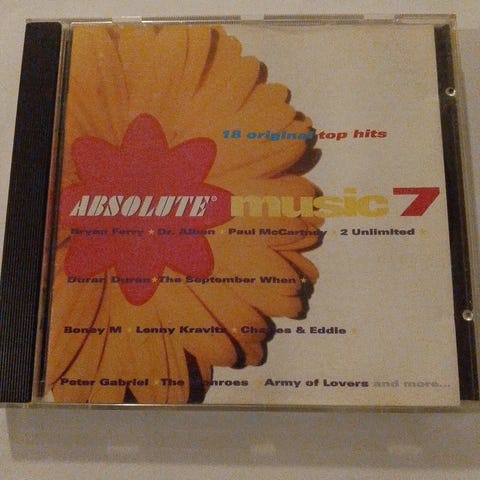 18 original top hits
ABSOLUTE® music 7
Bryan Ferry ★ Dr. Alban ★ Paul McCartney ★ 2 Unlimited ★
Duran Duran ★ The September When ★
Boney M ★ Lenny Kravitz ★ Charles & Eddie ★
Peter Gabriel ★ The Monroes ★ Army of Lovers and more...